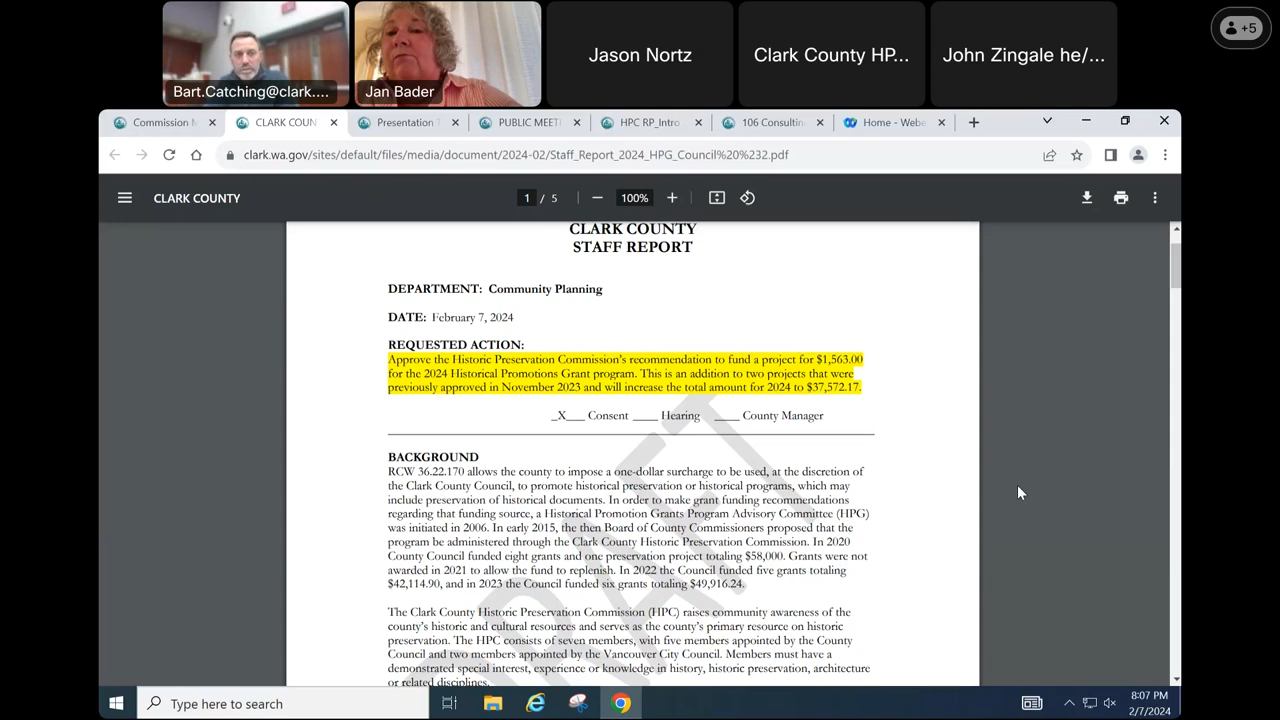 +5
Bart.Catching@clark....
Jan Bader
Jason Nortz
Clark County HP...
John Zingale he/...
Commission M
CLARK COUN
Presentation T
PUBLIC MEET
HPC RP_Intro
106 Consultin
Home - Webe
clark.wa.gov/sites/default/files/media/document/2024-02/Staff_Report_2024_HPG_Council%20%232.pdf
CLARK COUNTY
1 / 5
100%
CLARK COUNTY
STAFF REPORT
DEPARTMENT: Community Planning
DATE: February 7, 2024
REQUESTED ACTION:
Approve the Historic Preservation Commission's recommendation to fund a project for $1,563.00
for the 2024 Historical Promotions Grant program. This is an addition to two projects that were
previously approved in November 2023 and will increase the total amount for 2024 to $37,572.17.
_X___ Consent ____ Hearing ____ County Manager
BACKGROUND
RCW 36.22.170 allows the county to impose a one-dollar surcharge to be used, at the discretion of
the Clark County Council, to promote historical preservation or historical programs, which may
include preservation of historical documents. In order to make grant funding recommendations
regarding that funding source, a Historical Promotion Grants Program Advisory Committee (HPG)
was initiated in 2006. In early 2015, the then Board of County Commissioners proposed that the
program be administered through the Clark County Historic Preservation Commission. In 2020
County Council funded eight grants and one preservation project totaling $58,000. Grants were not
awarded in 2021 to allow the fund to replenish. In 2022 the Council funded five grants totaling
$42,114.90, and in 2023 the Council funded six grants totaling $49,916.24.
The Clark County Historic Preservation Commission (HPC) raises community awareness of the
county's historic and cultural resources and serves as the county's primary resource on historic
preservation. The HPC consists of seven members, with five members appointed by the County
Council and two members appointed by the Vancouver City Council. Members must have a
demonstrated special interest, experience or knowledge in history, historic preservation, architecture
or related disciplines.
DRAFT
Type here to search
8:07 PM
2/7/2024